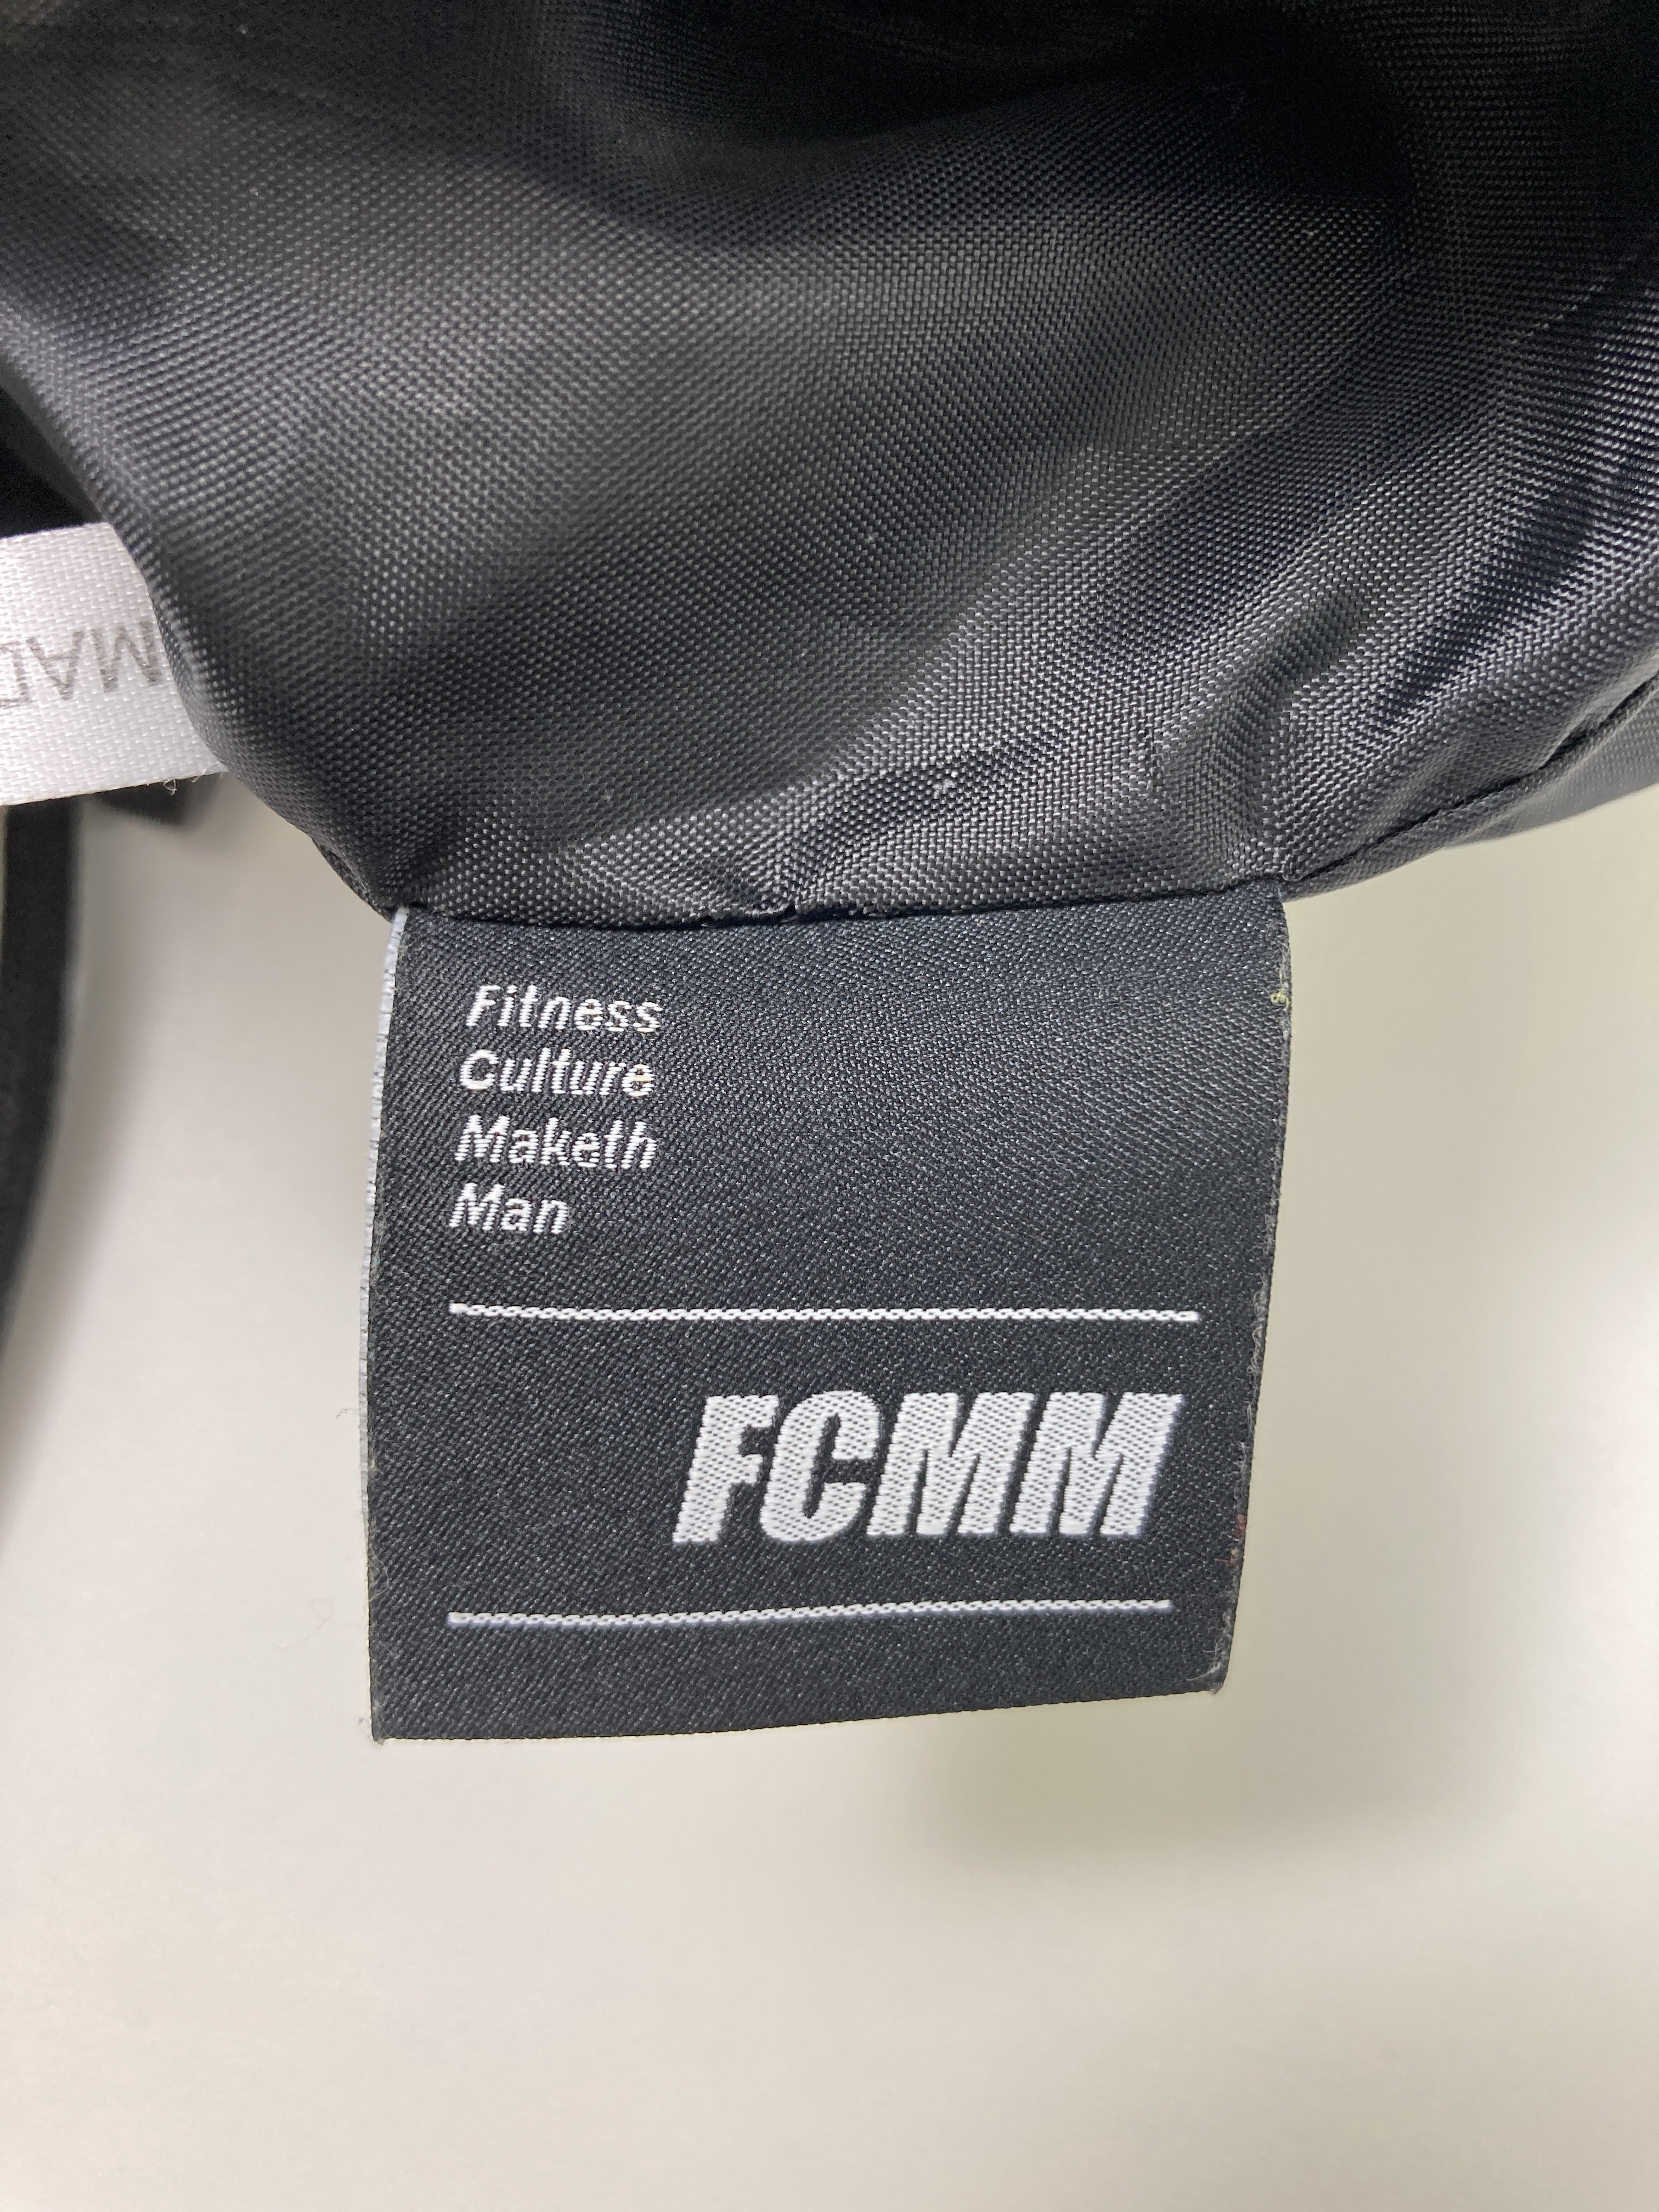 Fitness
Culture
Maketh
Man
FCMM